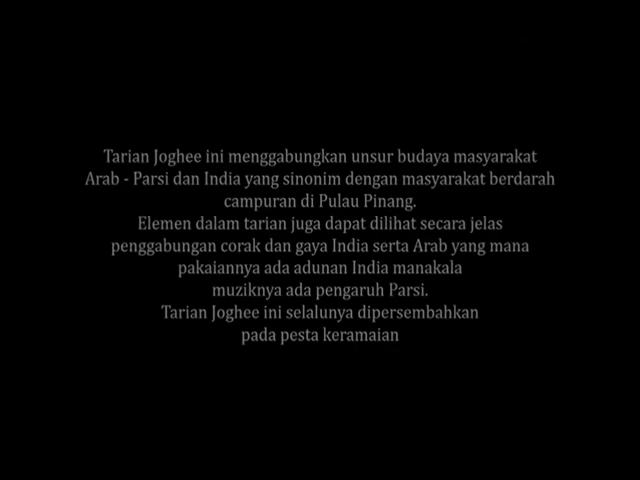 Tarian Joghee ini menggabungkan unsur budaya masyarakat
Arab - Parsi dan India yang sinonim dengan masyarakat berdarah
campuran di Pulau Pinang.
Elemen dalam tarian juga dapat dilihat secara jelas
penggabungan corak dan gaya India serta Arab yang mana
pakaiannya ada adunan India manakala
muziknya ada pengaruh Parsi.
Tarian Joghee ini selalunya dipersembahkan
pada pesta keramaian